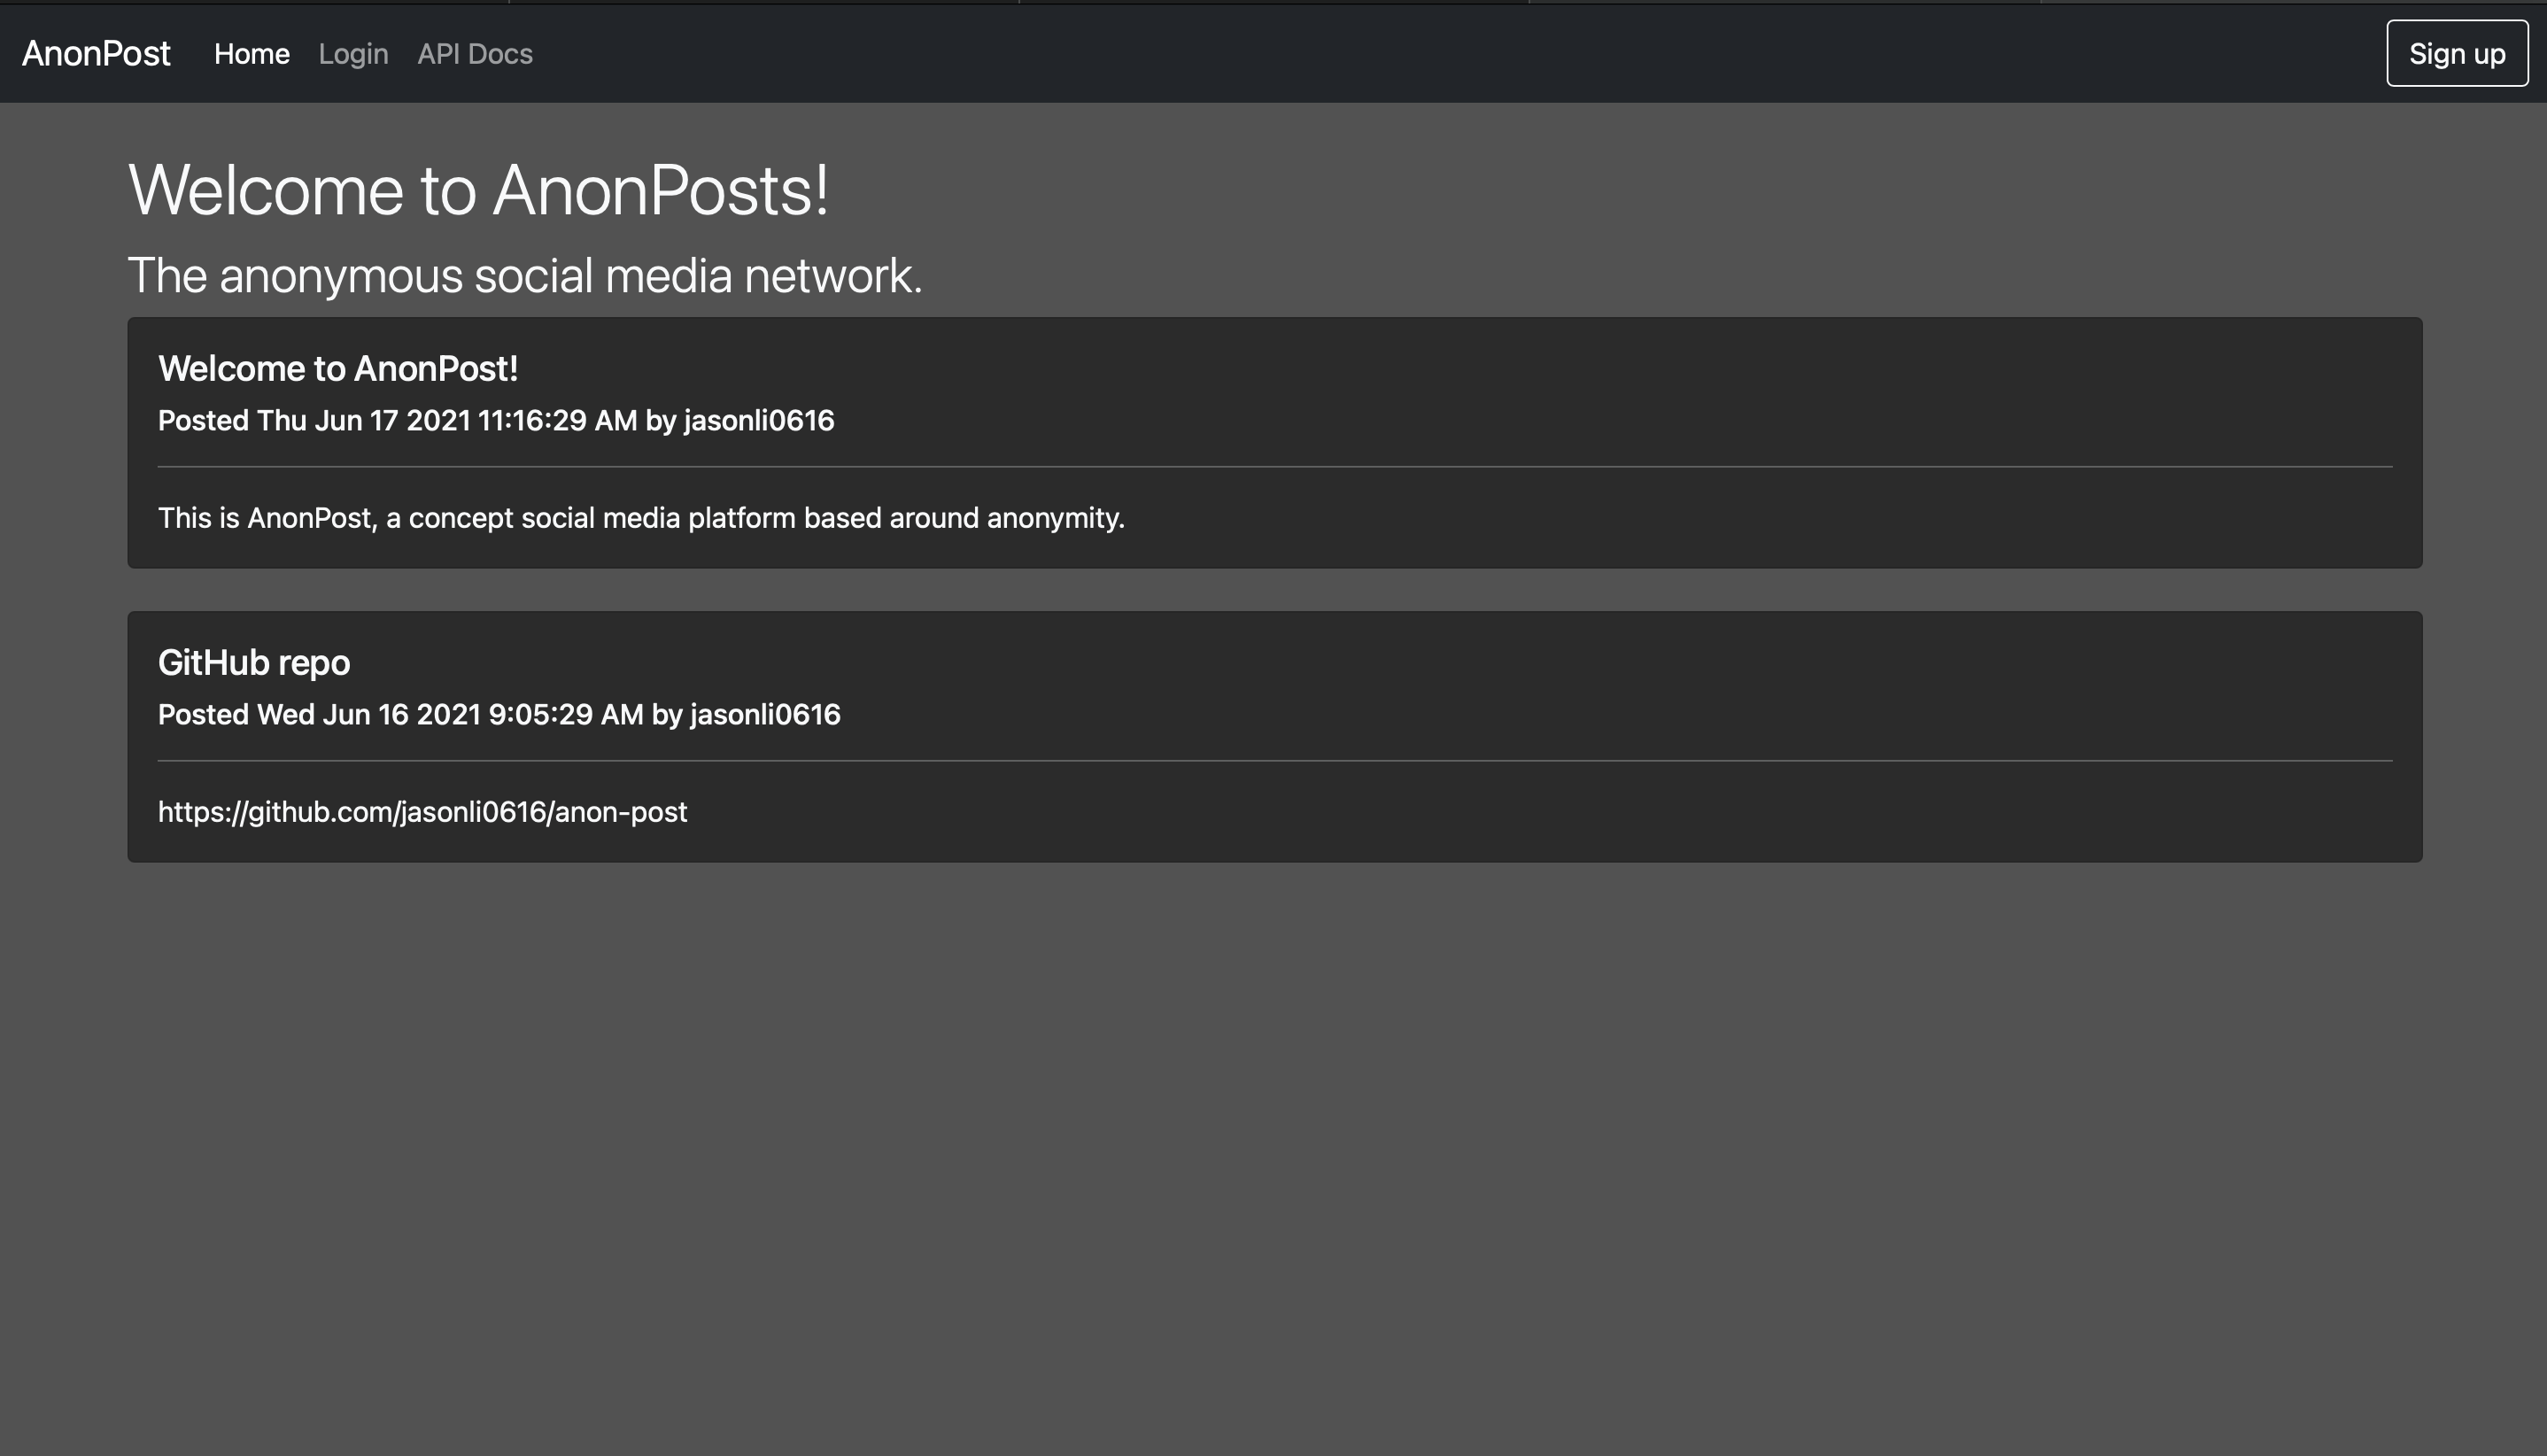 AnonPost Home Login API Docs Sign up
Welcome to AnonPosts!
The anonymous social media network.
Welcome to AnonPost!
Posted Thu Jun 17 2021 11:16:29 AM by jasonli0616
This is AnonPost, a concept social media platform based around anonymity.
GitHub repo
Posted Wed Jun 16 2021 9:05:29 AM by jasonli0616
https://github.com/jasonli0616/anon-post